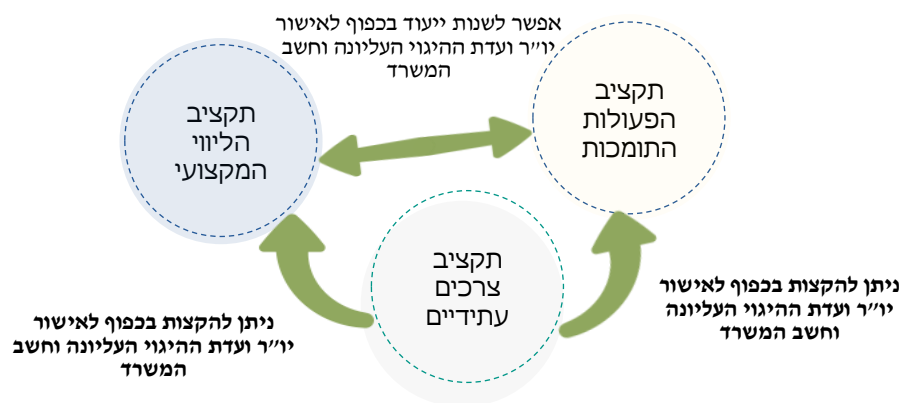 אפשר לשנות ייעוד בכפוף לאישור
יו״ר ועדת ההיגוי העליונה וחשב
המשרד
תקציב
הפעולות
התומכות
תקציב
הליווי
המקצועי
תקציב
צרכים
עתידיים
ניתן להקצות בכפוף לאישור
יו״ר ועדת ההיגוי העליונה
וחשב המשרד
ניתן להקצות בכפוף לאישור
יו״ר ועדת ההיגוי העליונה וחשב
המשרד